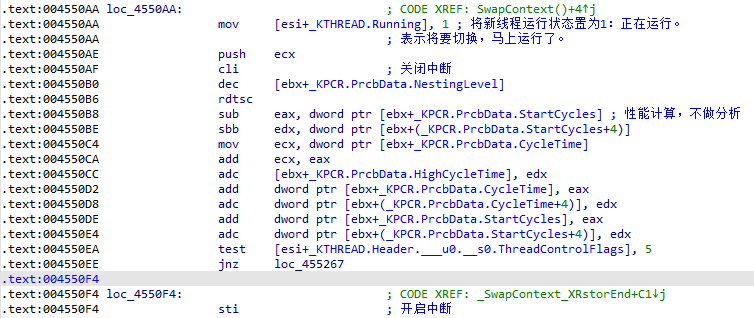 .text:004550AA loc_4550AA: ; CODE XREF: SwapContext()+4↑j
.text:004550AA mov [esi+_KTHREAD.Running], 1 ; 将新线程运行状态置为1: 正在运行。
.text:004550AA ; 表示将要切换，马上运行了。
.text:004550AE push ecx
.text:004550AF cli ; 关闭中断
.text:004550B0 dec [ebx+_KPCR.PrcbData.NestingLevel]
.text:004550B6 rdtsc
.text:004550B8 sub eax, dword ptr [ebx+_KPCR.PrcbData.StartCycles] ; 性能计算，不做分析
.text:004550BE sbb edx, dword ptr [ebx+(_KPCR.PrcbData.StartCycles+4)]
.text:004550C4 mov ecx, dword ptr [ebx+_KPCR.PrcbData.CycleTime]
.text:004550CA add ecx, eax
.text:004550CC adc [ebx+_KPCR.PrcbData.HighCycleTime], edx
.text:004550D2 add dword ptr [ebx+_KPCR.PrcbData.CycleTime], eax
.text:004550D8 adc dword ptr [ebx+(_KPCR.PrcbData.CycleTime+4)], edx
.text:004550DE add dword ptr [ebx+_KPCR.PrcbData.StartCycles], eax
.text:004550E4 adc dword ptr [ebx+(_KPCR.PrcbData.StartCycles+4)], edx
.text:004550EA test [esi+_KTHREAD.Header.___u0.__s0.ThreadControlFlags], 5
.text:004550EE jnz loc_455267
.text:004550F4
.text:004550F4 loc_4550F4: ; CODE XREF: _SwapContext_XRstorEnd+C1↓j
.text:004550F4 sti ; 开启中断